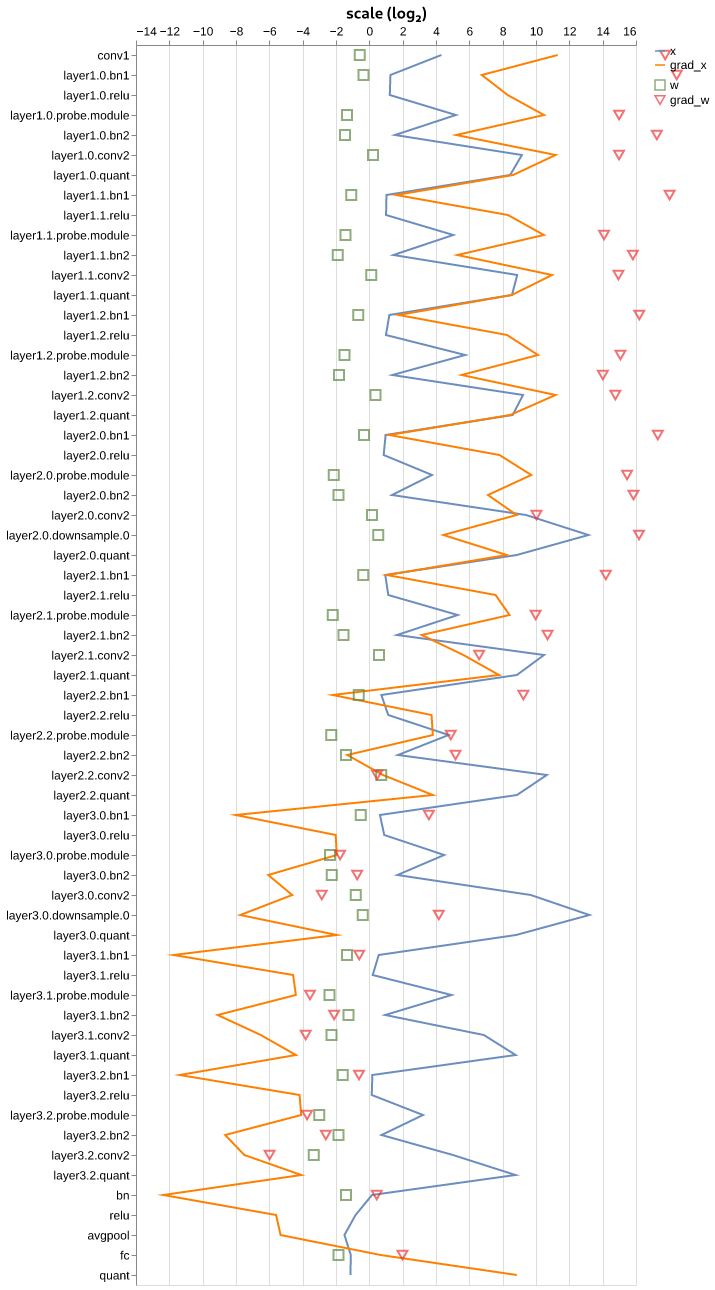 scale (log₂)
−14 −12 −10 −8 −6 −4 −2 0 2 4 6 8 10 12 14 16
conv1
layer1.0.bn1
layer1.0.relu
layer1.0.probe.module
layer1.0.bn2
layer1.0.conv2
layer1.0.quant
layer1.1.bn1
layer1.1.relu
layer1.1.probe.module
layer1.1.bn2
layer1.1.conv2
layer1.1.quant
layer1.2.bn1
layer1.2.relu
layer1.2.probe.module
layer1.2.bn2
layer1.2.conv2
layer1.2.quant
layer2.0.bn1
layer2.0.relu
layer2.0.probe.module
layer2.0.bn2
layer2.0.conv2
layer2.0.downsample.0
layer2.0.quant
layer2.1.bn1
layer2.1.relu
layer2.1.probe.module
layer2.1.bn2
layer2.1.conv2
layer2.1.quant
layer2.2.bn1
layer2.2.relu
layer2.2.probe.module
layer2.2.bn2
layer2.2.conv2
layer2.2.quant
layer3.0.bn1
layer3.0.relu
layer3.0.probe.module
layer3.0.bn2
layer3.0.conv2
layer3.0.downsample.0
layer3.0.quant
layer3.1.bn1
layer3.1.relu
layer3.1.probe.module
layer3.1.bn2
layer3.1.conv2
layer3.1.quant
layer3.2.bn1
layer3.2.relu
layer3.2.probe.module
layer3.2.bn2
layer3.2.conv2
layer3.2.quant
bn
relu
avgpool
fc
quant
x
grad_x
w
grad_w